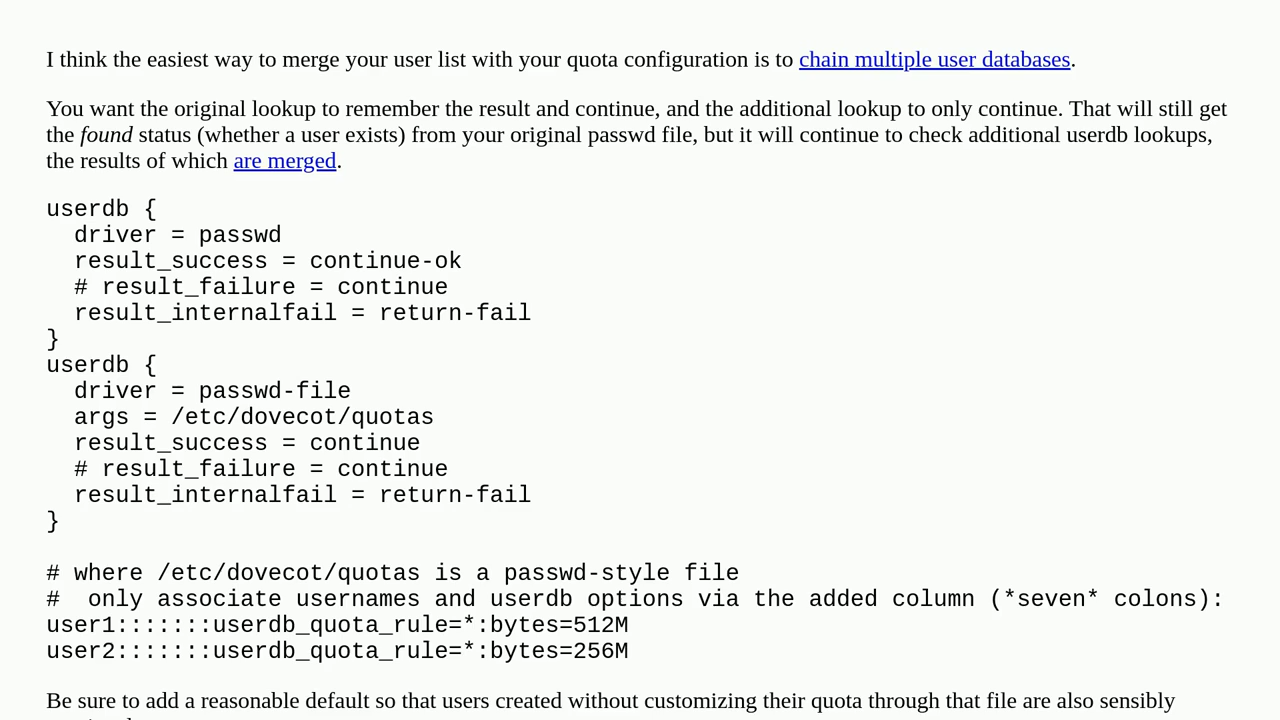 I think the easiest way to merge your user list with your quota configuration is to chain multiple user databases.
You want the original lookup to remember the result and continue, and the additional lookup to only continue. That will still get
the found status (whether a user exists) from your original passwd file, but it will continue to check additional userdb lookups,
the results of which are merged.
userdb {
  driver = passwd
  result_success = continue-ok
  # result_failure = continue
  result_internalfail = return-fail
}
userdb {
  driver = passwd-file
  args = /etc/dovecot/quotas
  result_success = continue
  # result_failure = continue
  result_internalfail = return-fail
}
# where /etc/dovecot/quotas is a passwd-style file
#  only associate usernames and userdb options via the added column (*seven* colons):
user1:::::::userdb_quota_rule=*:bytes=512M
user2:::::::userdb_quota_rule=*:bytes=256M
Be sure to add a reasonable default so that users created without customizing their quota through that file are also sensibly